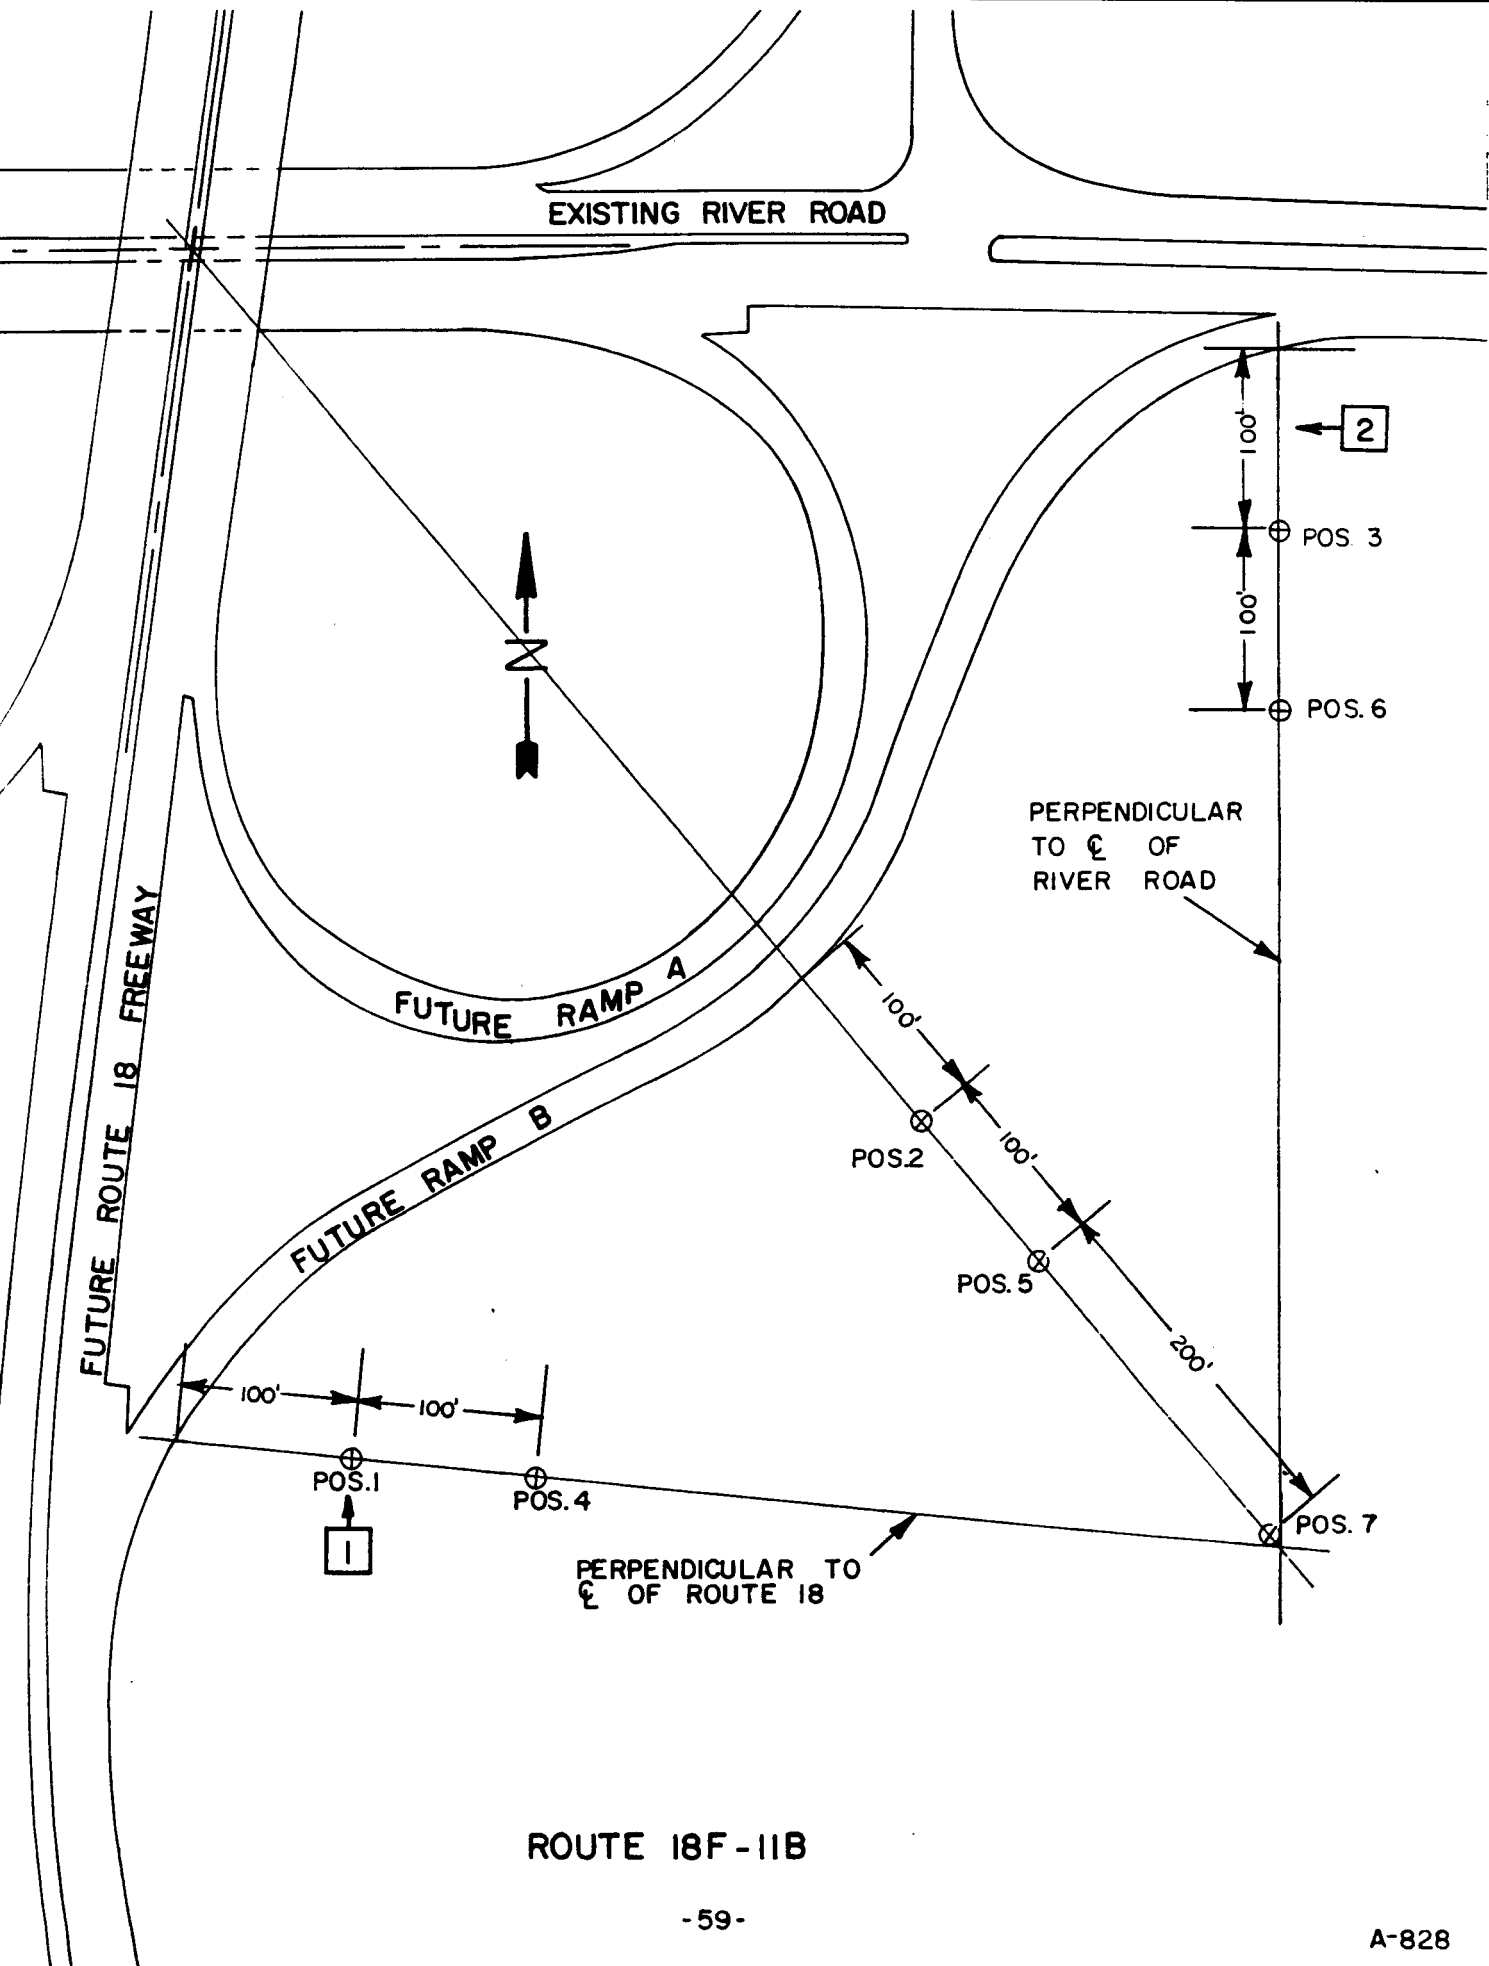 EXISTING RIVER ROAD
2
100'
POS. 3
100'
POS. 6
N
PERPENDICULAR
TO ℄ OF
RIVER ROAD
FUTURE ROUTE 18 FREEWAY
FUTURE RAMP A
100'
FUTURE RAMP B
100'
POS.2
POS. 5
200'
100'
100'
POS.1
POS. 4
POS. 7
1
PERPENDICULAR TO
℄ OF ROUTE 18
ROUTE 18F-11B
-59-
A-828